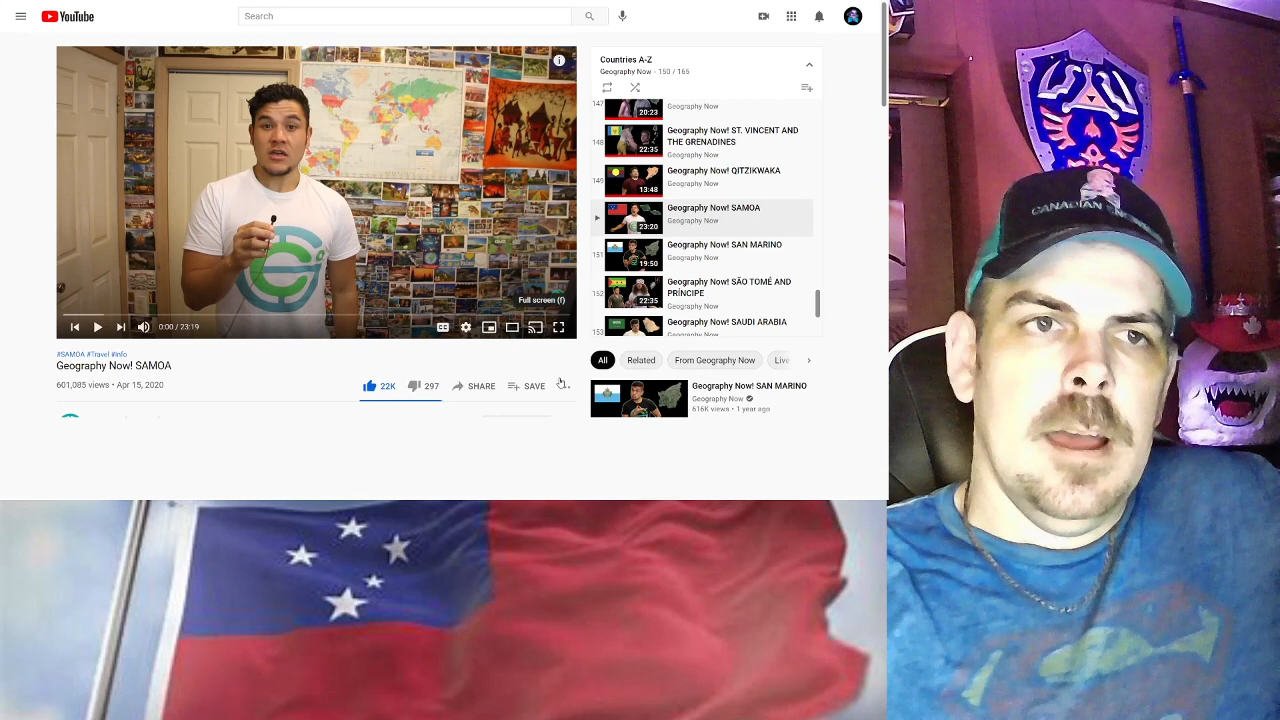 YouTube
Search
Countries A-Z
Geography Now - 150 / 165
147
20:23
Geography Now
148
22:35
Geography Now! ST. VINCENT AND
THE GRENADINES
Geography Now
149
13:48
Geography Now! QITZIKWAKA
Geography Now
23:20
Geography Now! SAMOA
Geography Now
151
19:50
Geography Now! SAN MARINO
Geography Now
152
22:35
Geography Now! SÃO TOMÉ AND
PRÍNCIPE
Geography Now
153
Geography Now! SAUDI ARABIA
Full screen (f)
0:00 / 23:19
CC
#SAMOA #Travel #Info
Geography Now! SAMOA
601,085 views • Apr 15, 2020
22K
297
SHARE
SAVE
All
Related
From Geography Now
Live
Geography Now! SAN MARINO
Geography Now
616K views • 1 year ago
CANADIAN